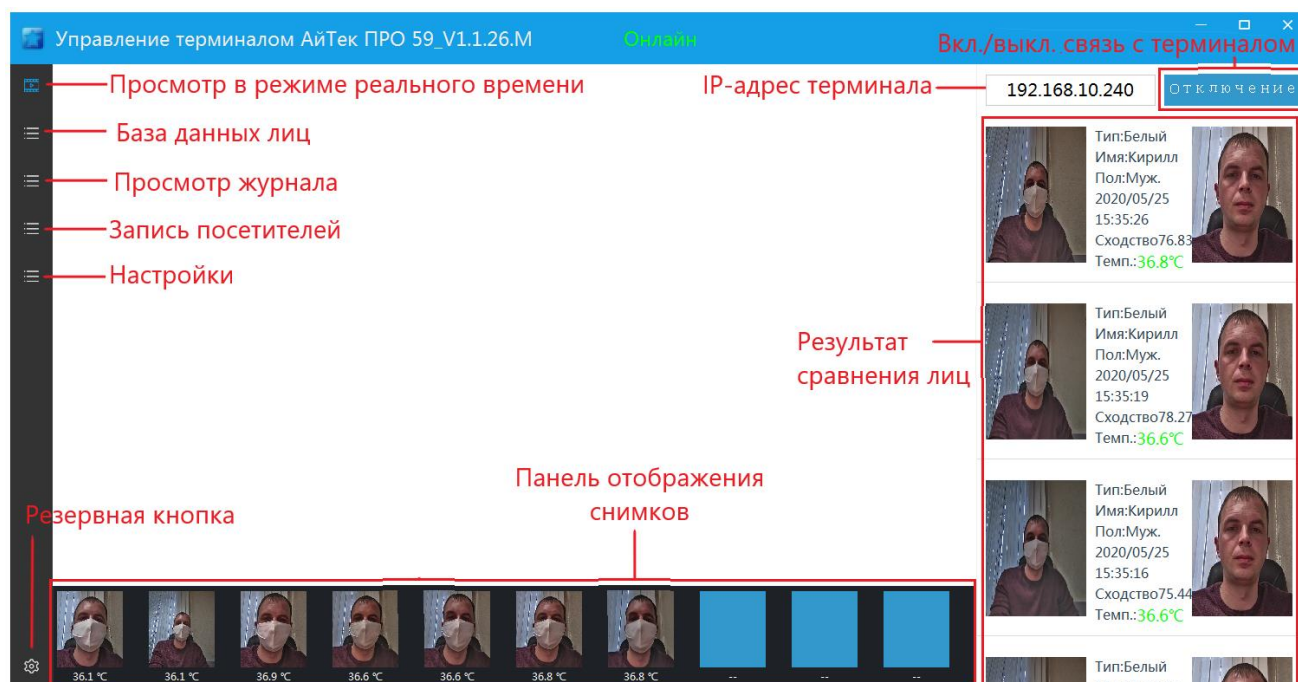 Управление терминалом АйТек ПРО 59_V1.1.26.M
Онлайн
Вкл./выкл. связь с терминалом
Просмотр в режиме реального времени
IP-адрес терминала
192.168.10.240
Отключение
База данных лиц
Просмотр журнала
Запись посетителей
Настройки
Тип:Белый
Имя:Кирилл
Пол:Муж.
2020/05/25
15:35:26
Сходство76.83
Темп.:36.8℃
Тип:Белый
Имя:Кирилл
Пол:Муж.
2020/05/25
15:35:19
Сходство78.27
Темп.:36.6℃
Результат
сравнения лиц
Тип:Белый
Имя:Кирилл
Пол:Муж.
2020/05/25
15:35:16
Сходство75.44
Темп.:36.6℃
Тип:Белый
Панель отображения
снимков
Резервная кнопка
36.1 ℃ 36.1 ℃ 36.9 ℃ 36.6 ℃ 36.6 ℃ 36.8 ℃ 36.8 ℃ -- -- --